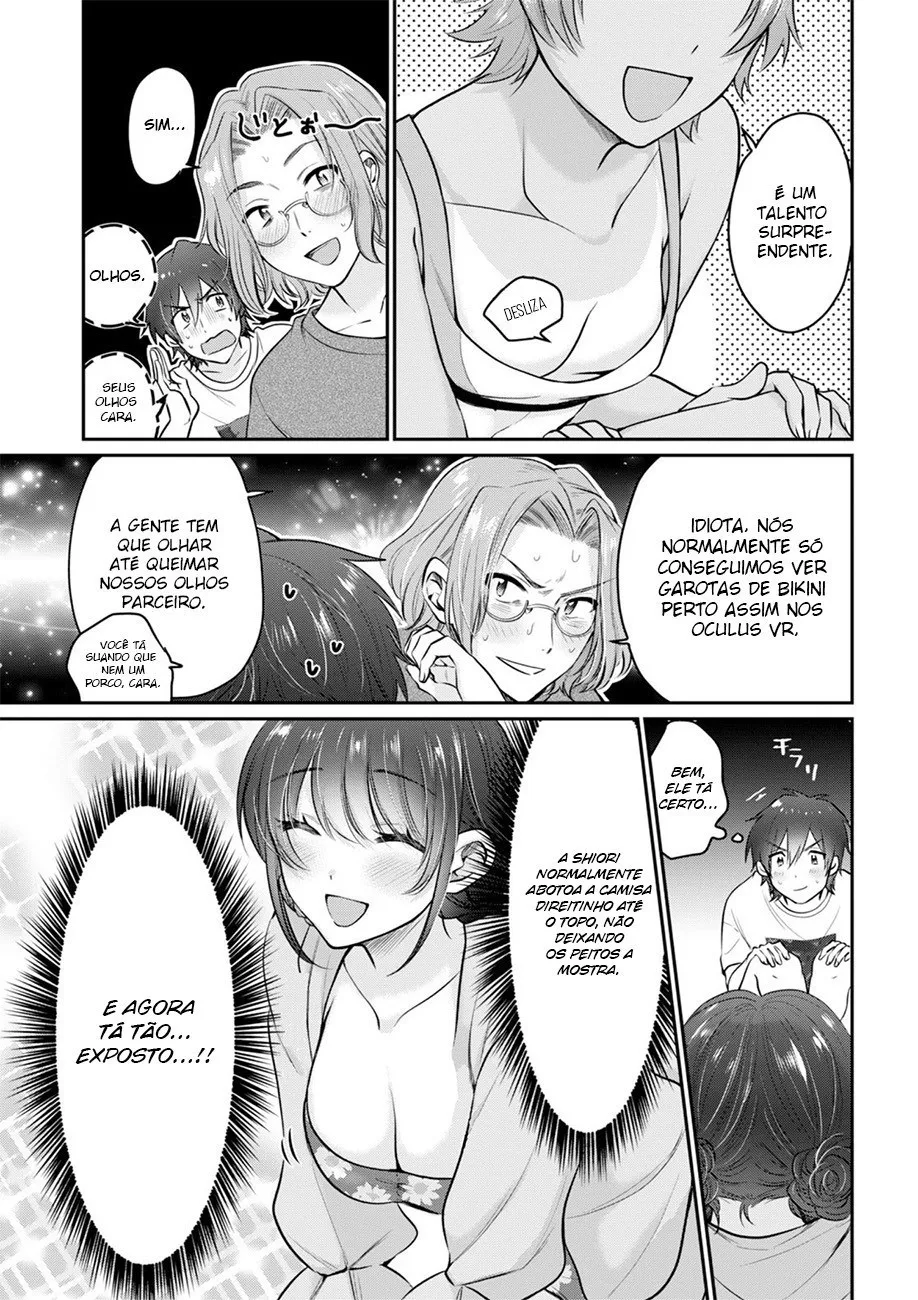 É UM
TALENTO
SURPRE-
ENDENTE.
DESLIZA
SIM...
じとぉ〜
OLHOS.
SEUS
OLHOS
CARA.
IDIOTA, NÓS
NORMALMENTE SÓ
CONSEGUIMOS VER
GAROTAS DE BIKINI
PERTO ASSIM NOS
OCULUS VR.
A GENTE TEM
QUE OLHAR
ATÉ QUEIMAR
NOSSOS OLHOS
PARCEIRO.
VOCÊ TÁ
SUANDO QUE
NEM UM
PORCO, CARA.
チラッ
BEM,
ELE TÁ
CERTO...
A SHIORI
NORMALMENTE
ABOTOA A CAMISA
DIREITINHO ATÉ
O TOPO, NÃO
DEIXANDO
OS PEITOS A
MOSTRA.
E AGORA
TÁ TÃO...
EXPOSTO...!!